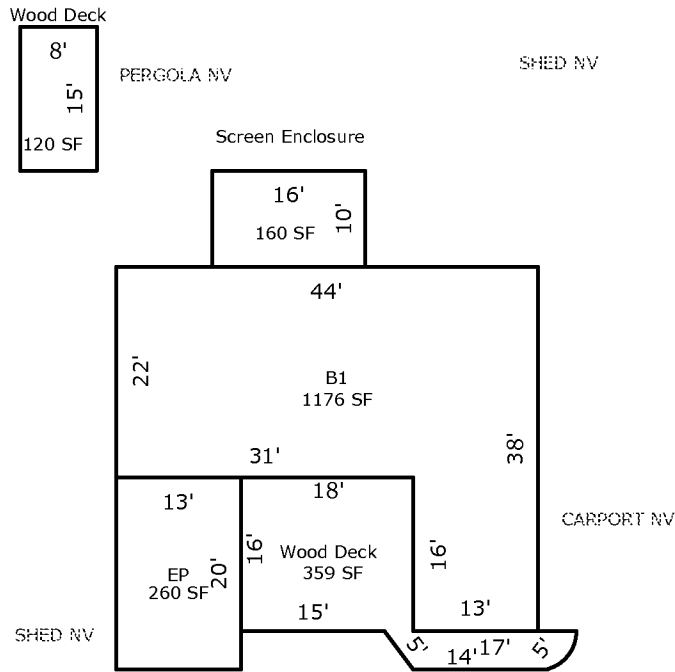 Wood Deck
8'
15'
120 SF
PERGOLA NV
SHED NV
Screen Enclosure
16'
10'
160 SF
44'
22'
B1
1176 SF
38'
31'
13'
18'
CARPORT NV
16'
16'
20'
EP
260 SF
Wood Deck
359 SF
15'
13'
SHED NV
5'
14'
17'
5'